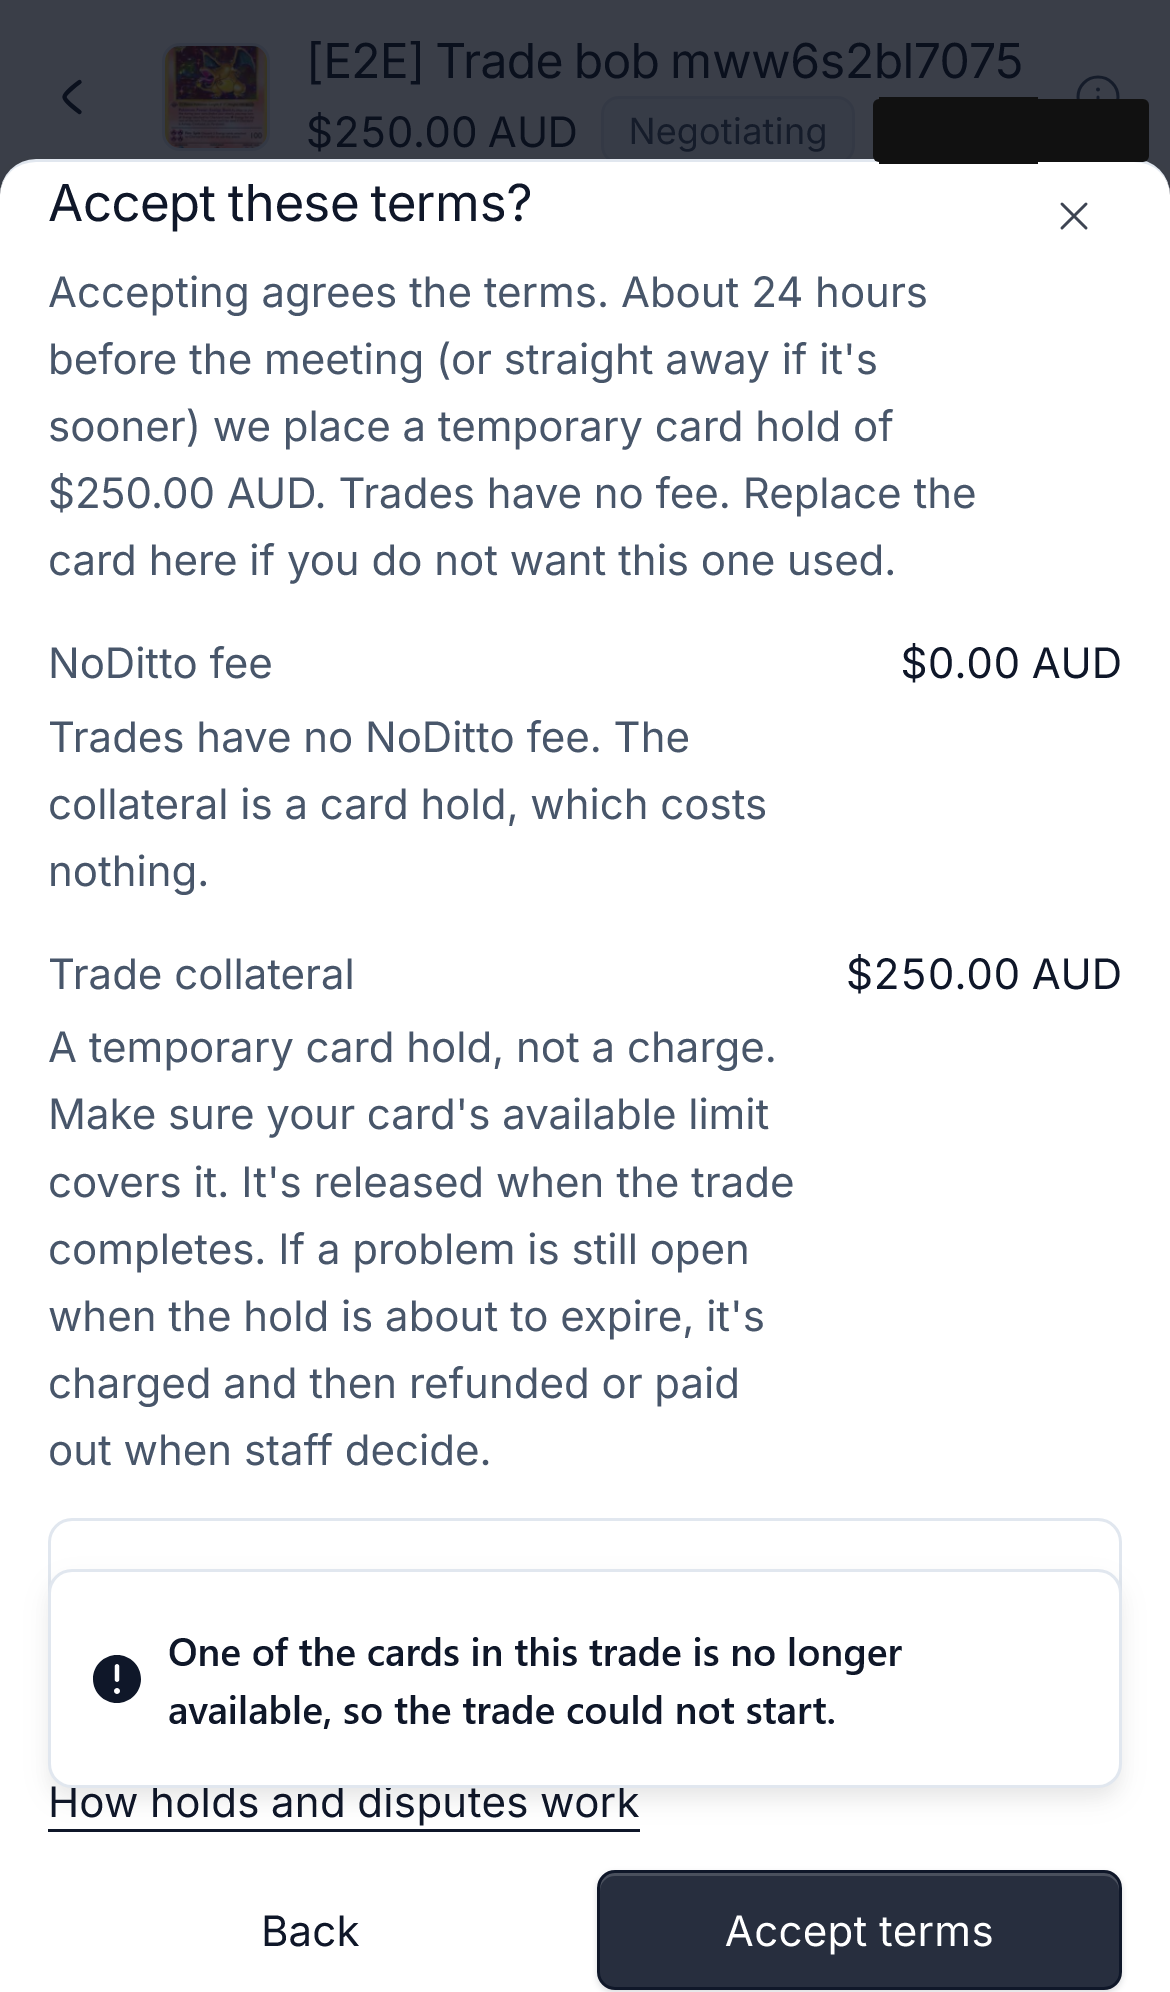 [E2E] Trade bob mww6s2bl7075
$250.00 AUD Negotiating
Accept these terms?
Accepting agrees the terms. About 24 hours
before the meeting (or straight away if it's
sooner) we place a temporary card hold of
$250.00 AUD. Trades have no fee. Replace the
card here if you do not want this one used.
NoDitto fee $0.00 AUD
Trades have no NoDitto fee. The
collateral is a card hold, which costs
nothing.
Trade collateral $250.00 AUD
A temporary card hold, not a charge.
Make sure your card's available limit
covers it. It's released when the trade
completes. If a problem is still open
when the hold is about to expire, it's
charged and then refunded or paid
out when staff decide.
One of the cards in this trade is no longer
available, so the trade could not start.
How holds and disputes work
Back Accept terms